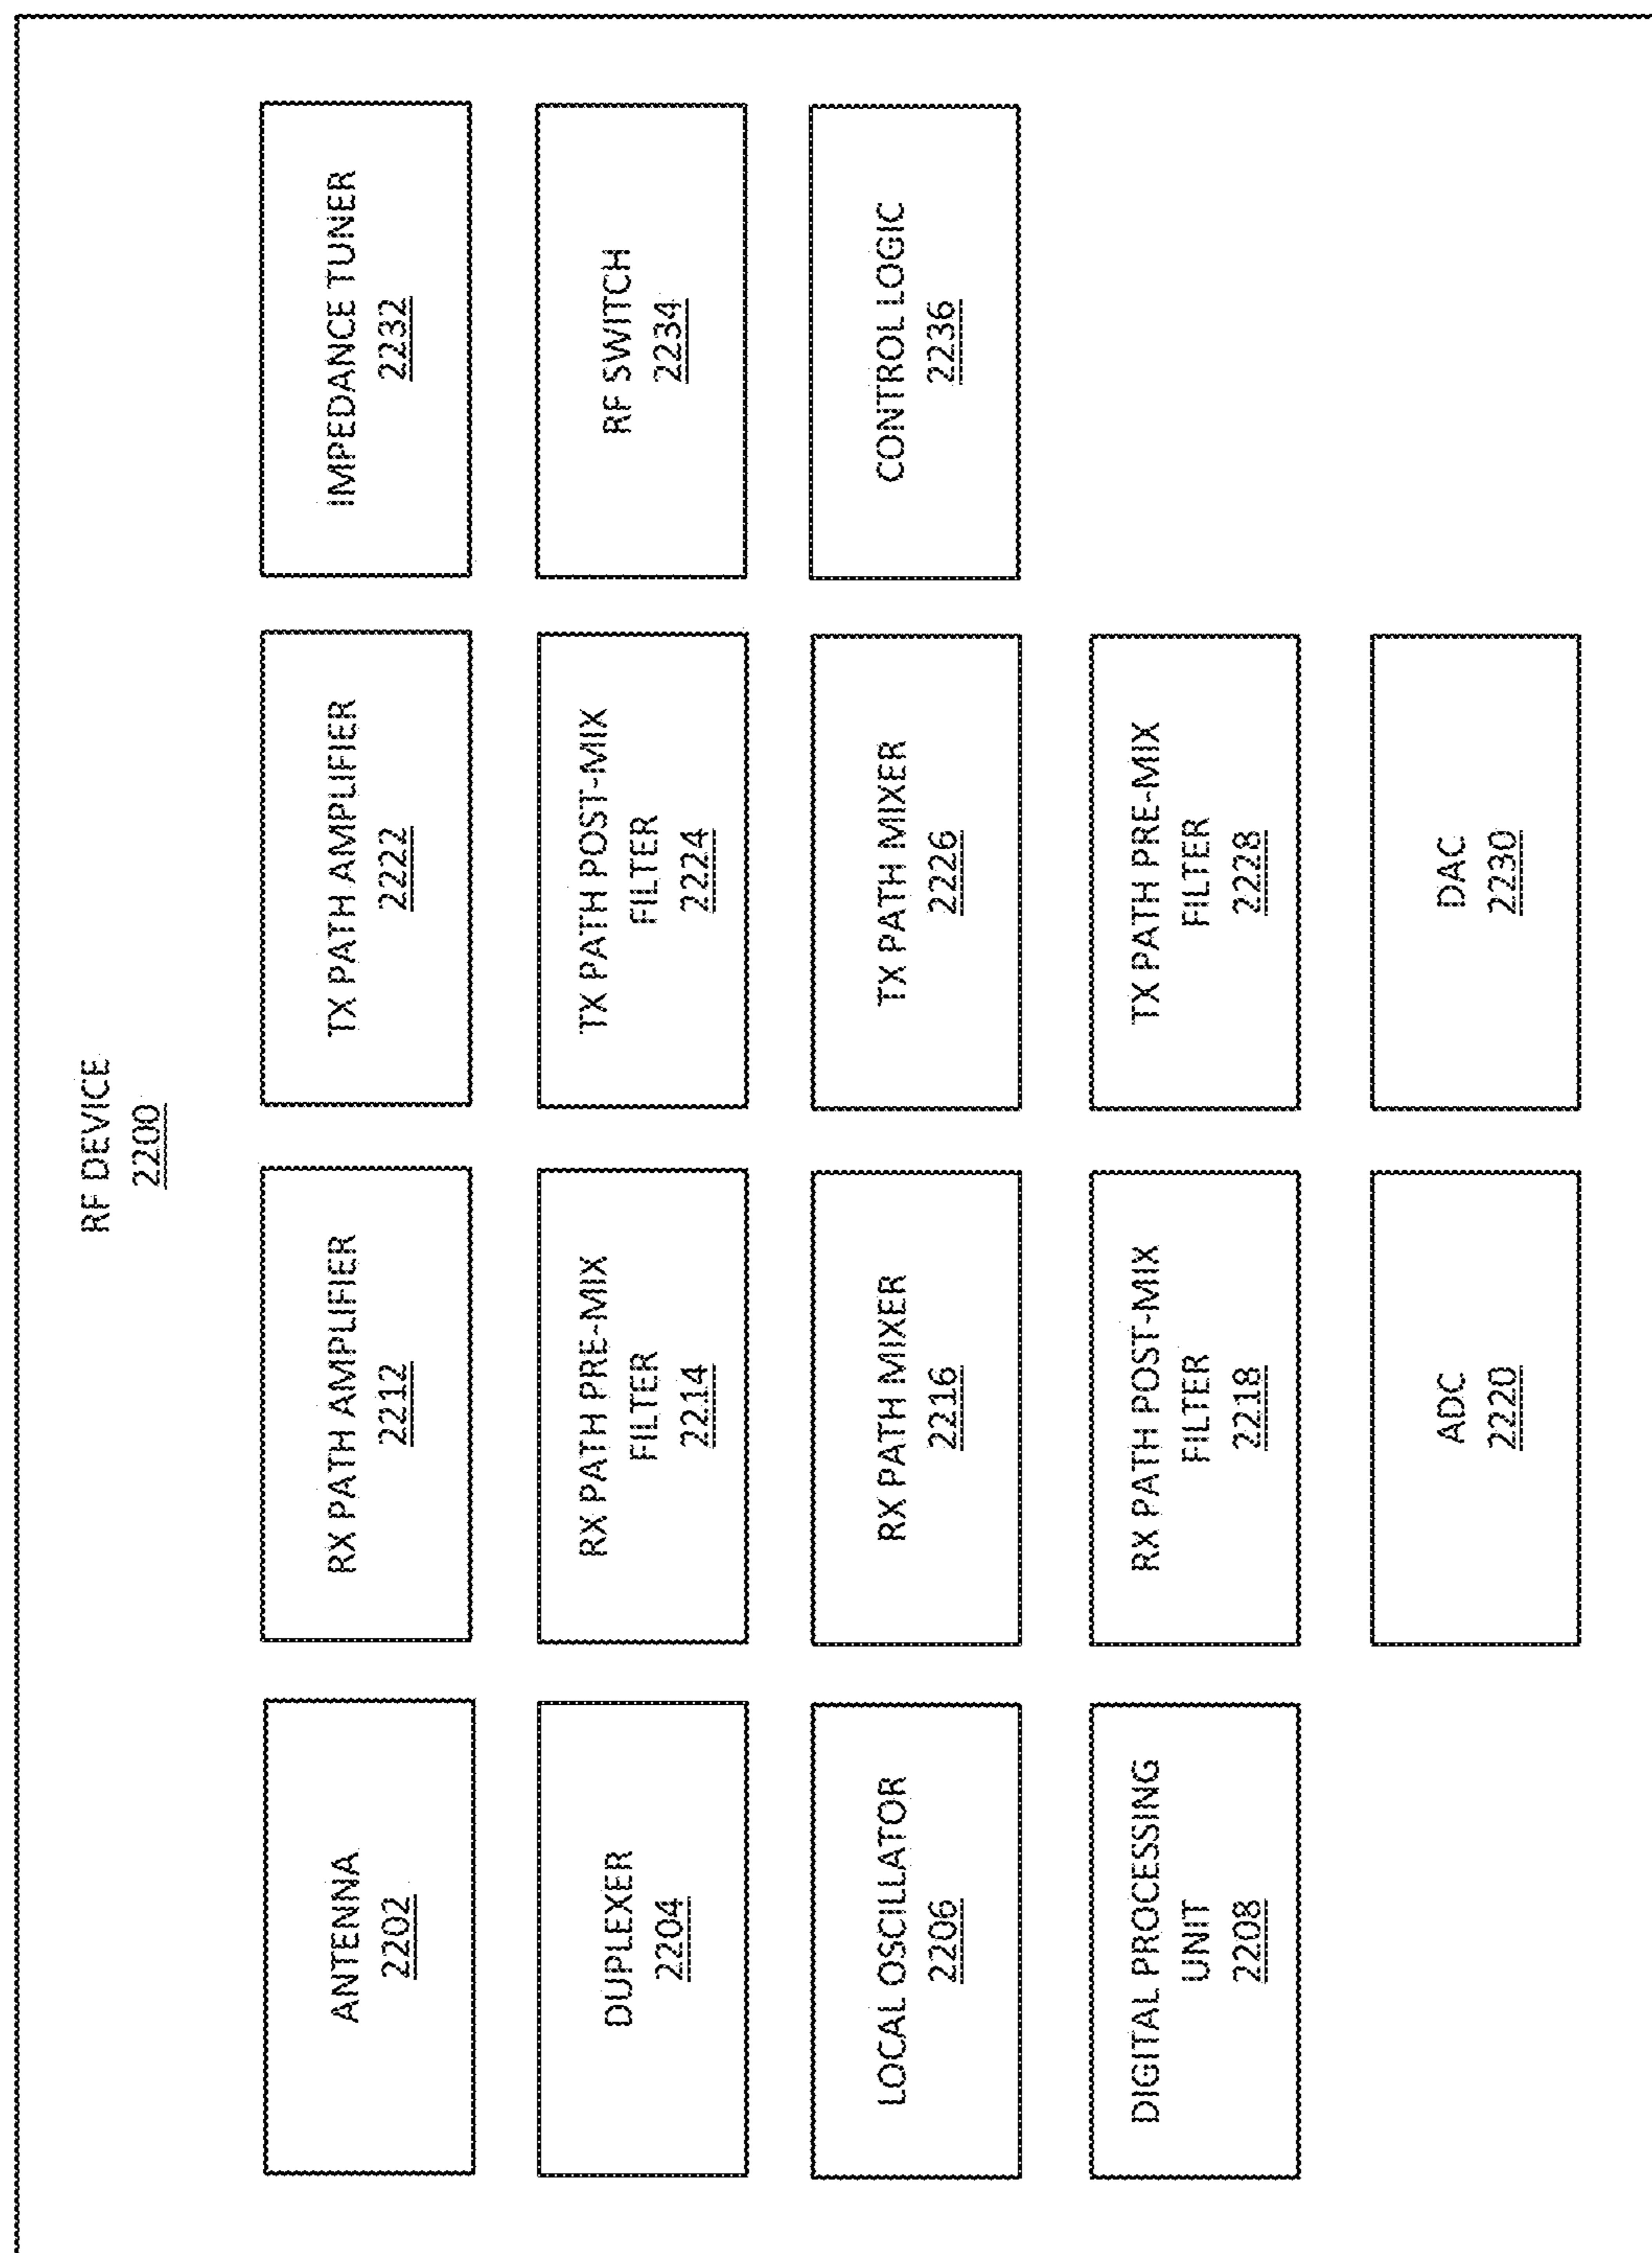 RF DEVICE
2200
ANTENNA
2202
DUPLEXER
2204
LOCAL OSCILLATOR
2206
DIGITAL PROCESSING
UNIT
2208
RX PATH AMPLIFIER
2212
RX PATH PRE-MIX
FILTER
2214
RX PATH MIXER
2216
RX PATH POST-MIX
FILTER
2218
ADC
2220
TX PATH AMPLIFIER
2222
TX PATH POST-MIX
FILTER
2224
TX PATH MIXER
2226
TX PATH PRE-MIX
FILTER
2228
DAC
2230
IMPEDANCE TUNER
2232
RF SWITCH
2234
CONTROL LOGIC
2236